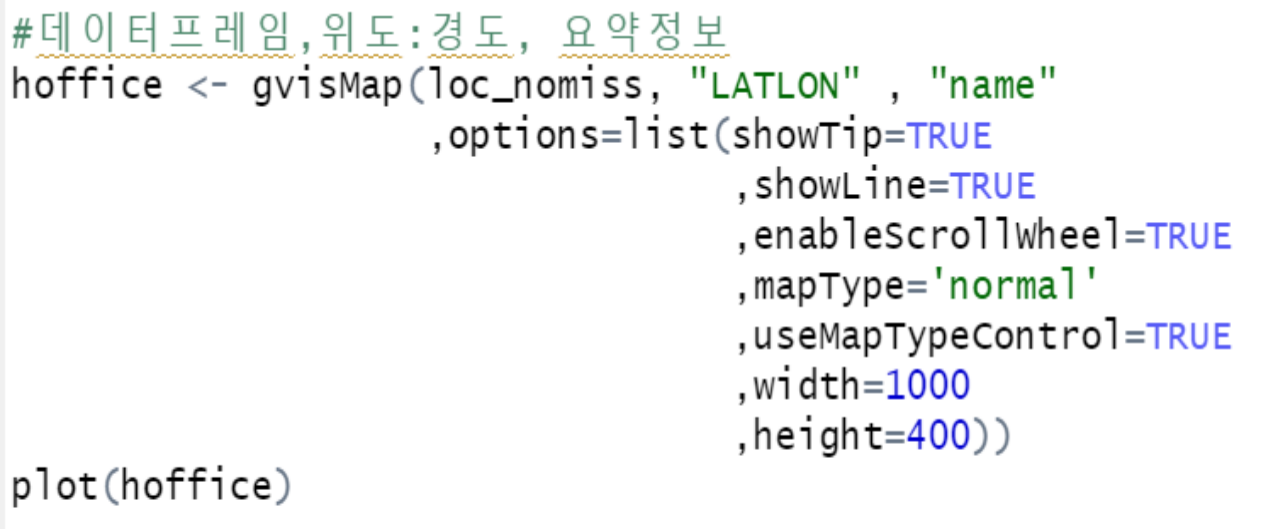 #데이터프레임,위도:경도, 요약정보
hoffice <- gvisMap(loc_nomiss, "LATLON" , "name"
,options=list(showTip=TRUE
,showLine=TRUE
,enableScrollWheel=TRUE
,mapType='normal'
,useMapTypeControl=TRUE
,width=1000
,height=400))
plot(hoffice)